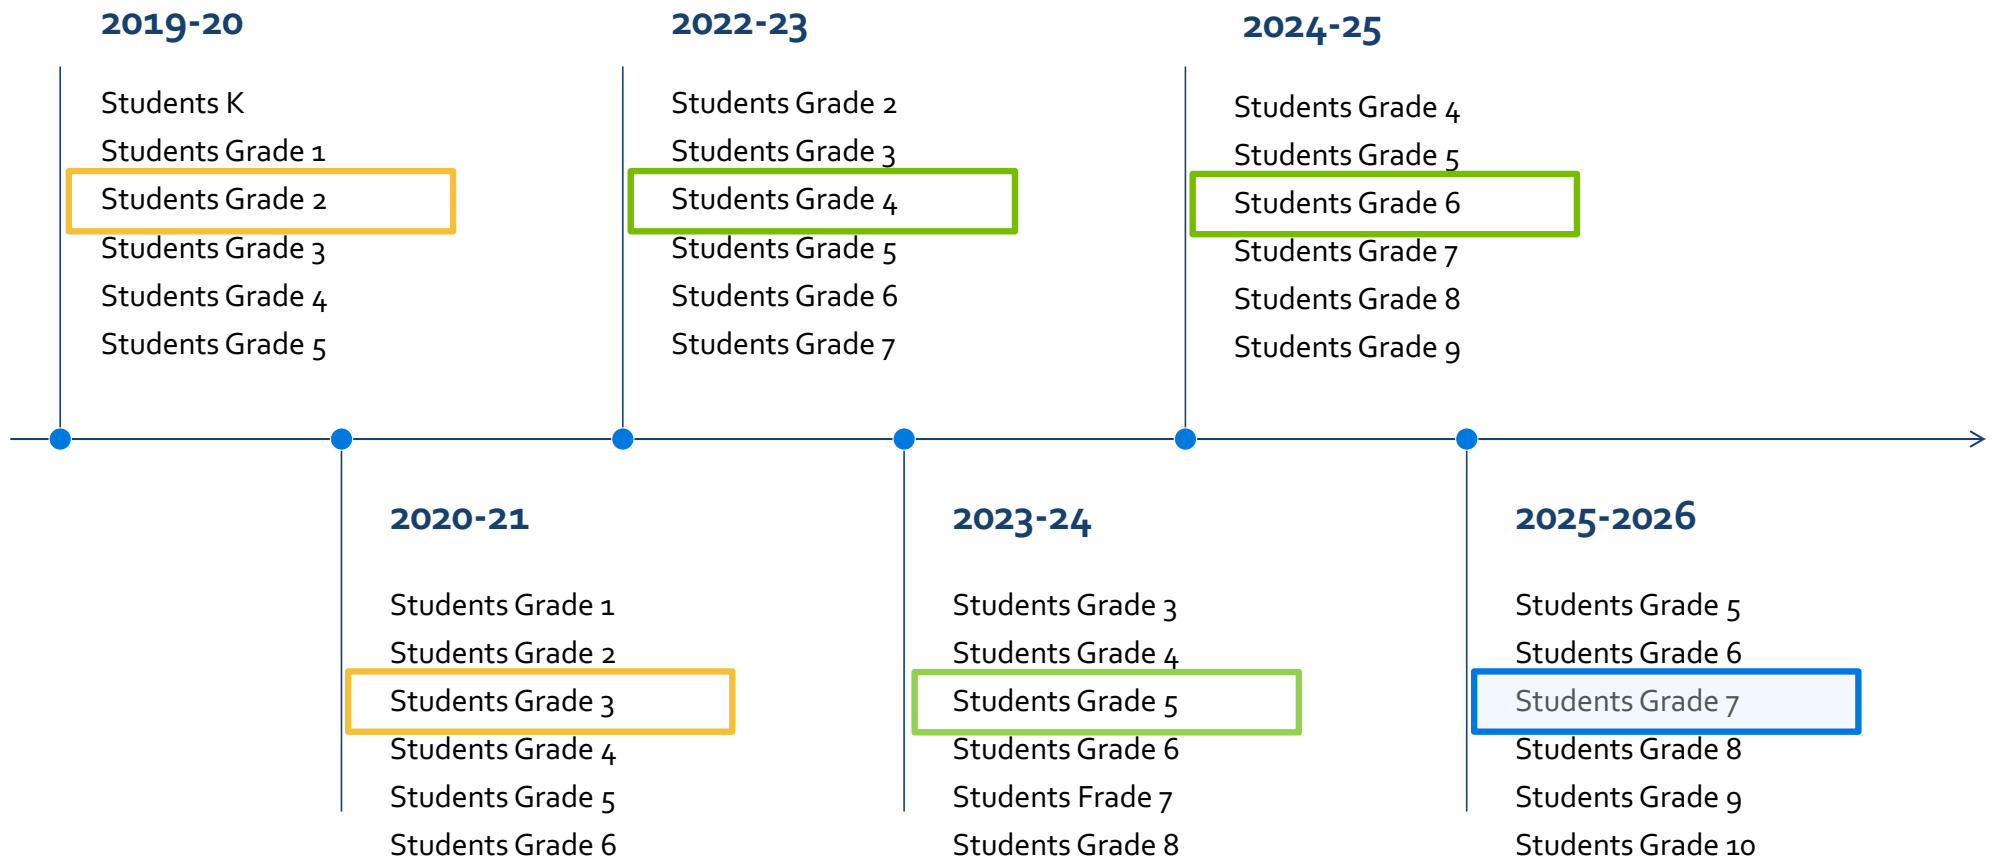 2019-20
Students K
Students Grade 1
Students Grade 2
Students Grade 3
Students Grade 4
Students Grade 5
2022-23
Students Grade 2
Students Grade 3
Students Grade 4
Students Grade 5
Students Grade 6
Students Grade 7
2024-25
Students Grade 4
Students Grade 5
Students Grade 6
Students Grade 7
Students Grade 8
Students Grade 9
2020-21
Students Grade 1
Students Grade 2
Students Grade 3
Students Grade 4
Students Grade 5
Students Grade 6
2023-24
Students Grade 3
Students Grade 4
Students Grade 5
Students Grade 6
Students Frade 7
Students Grade 8
2025-2026
Students Grade 5
Students Grade 6
Students Grade 7
Students Grade 8
Students Grade 9
Students Grade 10